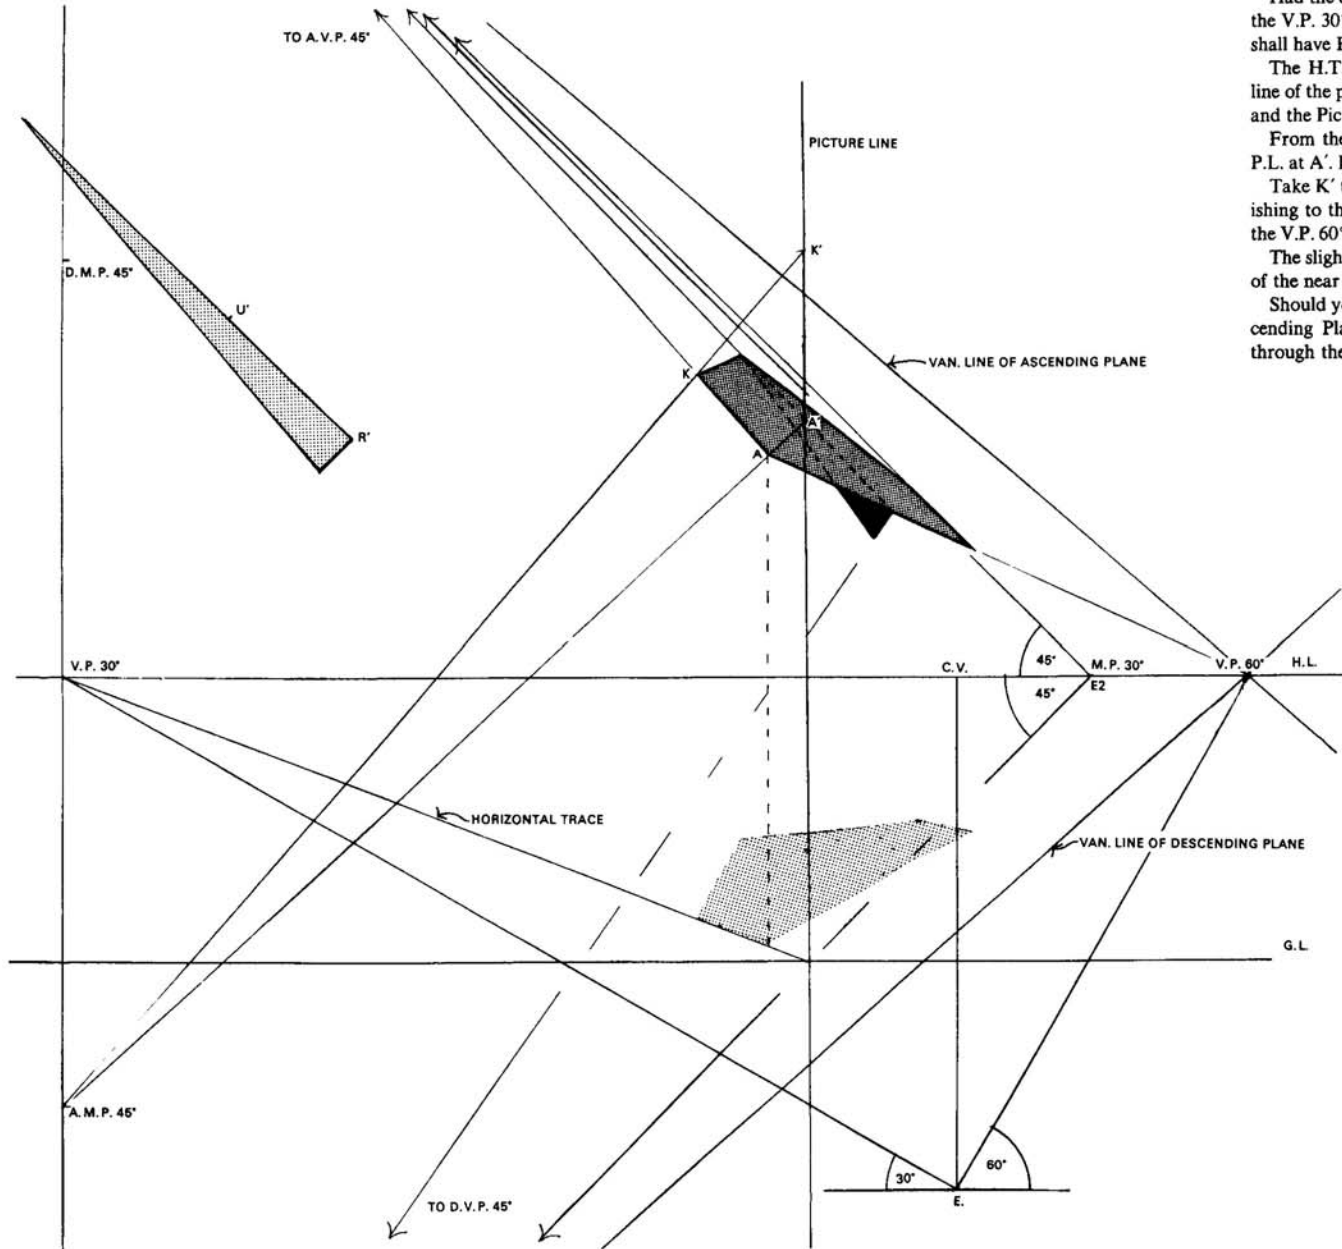 Had the
the V.P. 30°
shall have
The H.T
line of the p
and the Pic
From the
P.L. at A′.
Take K′
ishing to th
the V.P. 60°
The sligh
of the near
Should y
cending Pla
through the
TO A.V.P. 45°
PICTURE LINE
D.M.P. 45°
U′
K′
VAN. LINE OF ASCENDING PLANE
K
A′
R′
A
V.P. 30°
C.V.
45°
M.P. 30°
V.P. 60°
H.L.
45°
E2
HORIZONTAL TRACE
VAN. LINE OF DESCENDING PLANE
G.L.
A.M.P. 45°
30°
60°
TO D.V.P. 45°
E.